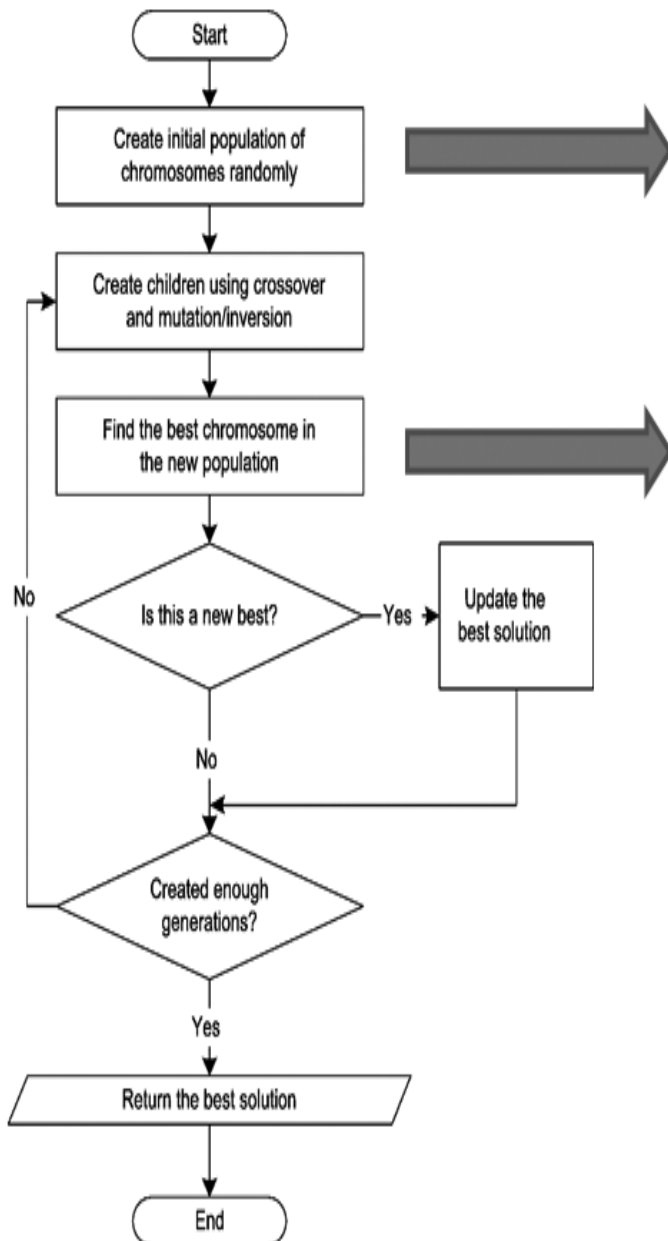 Start
Create initial population of
chromosomes randomly
Create children using crossover
and mutation/inversion
Find the best chromosome in
the new population
No
Is this a new best?
Yes
Update the
best solution
No
Created enough
generations?
Yes
Return the best solution
End